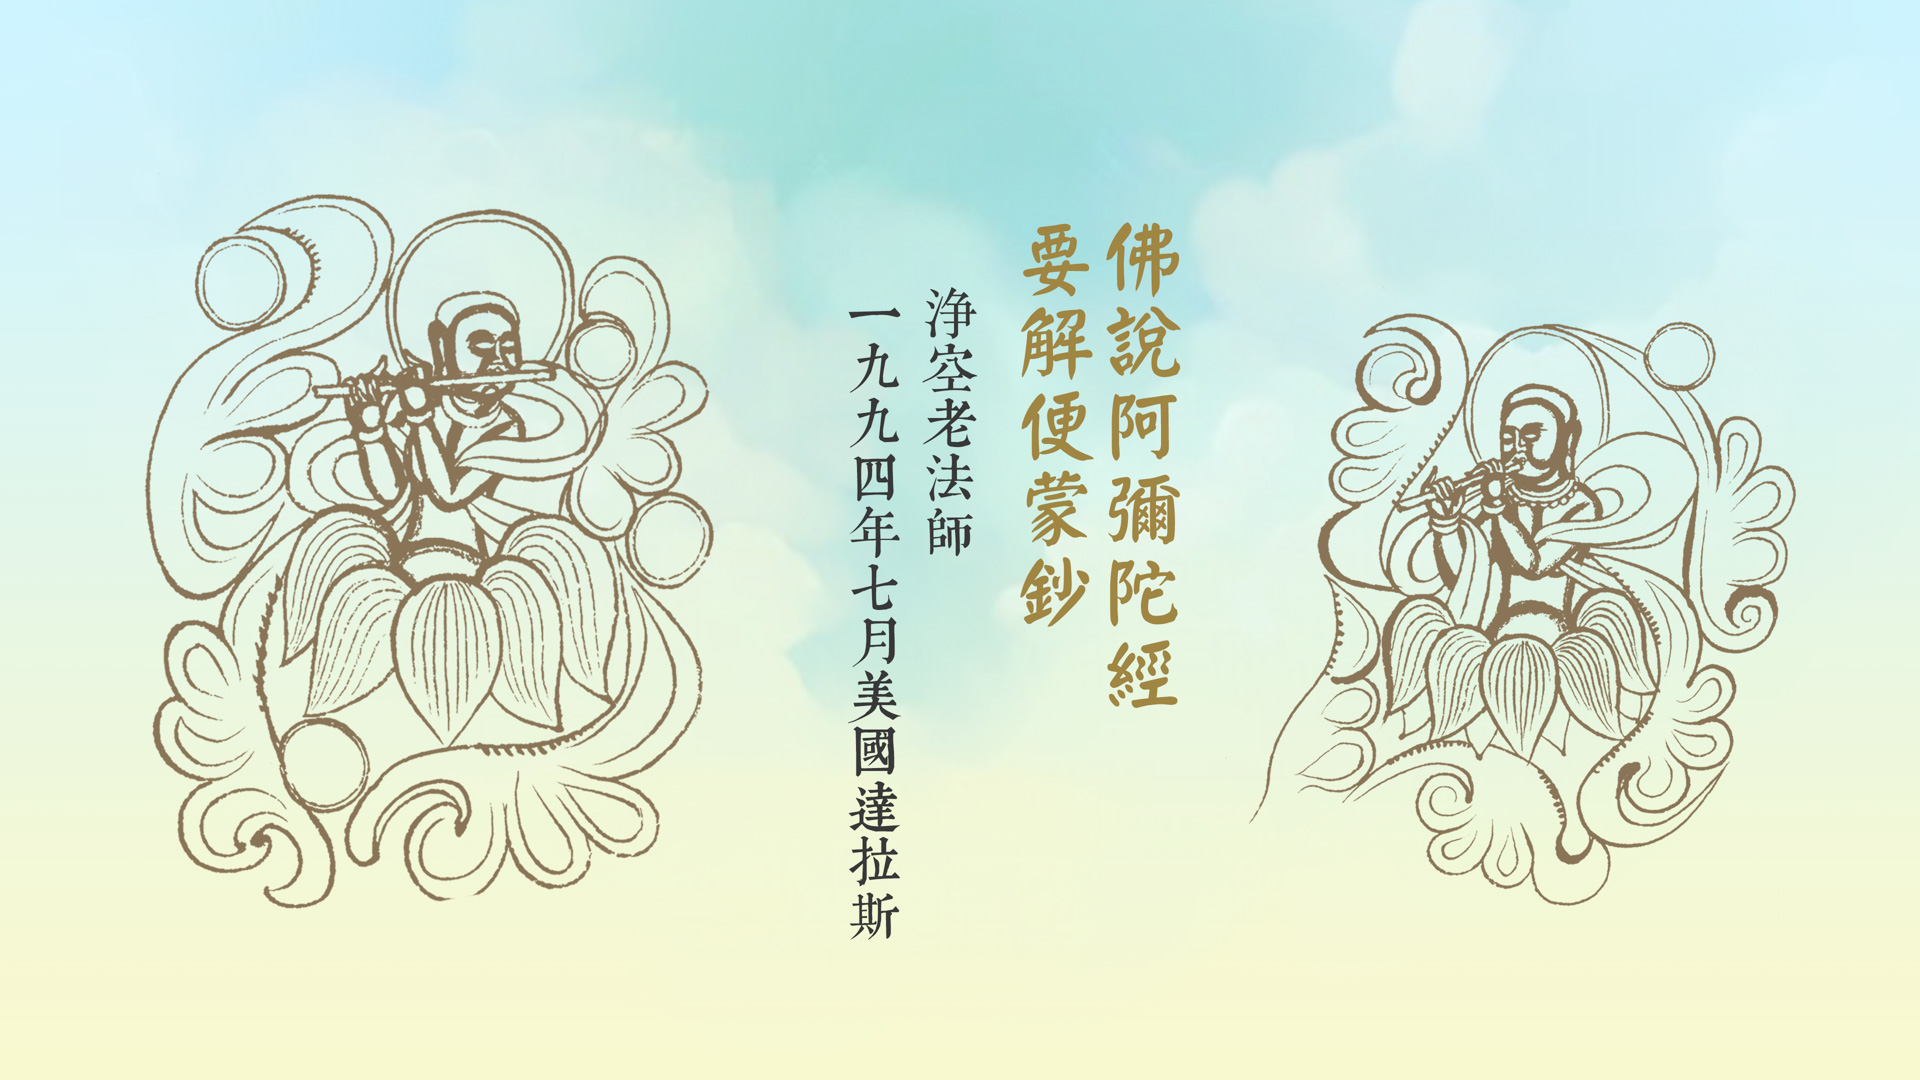 佛說阿彌陀經
要解便蒙鈔
淨空老法師
一九九四年七月美國達拉斯